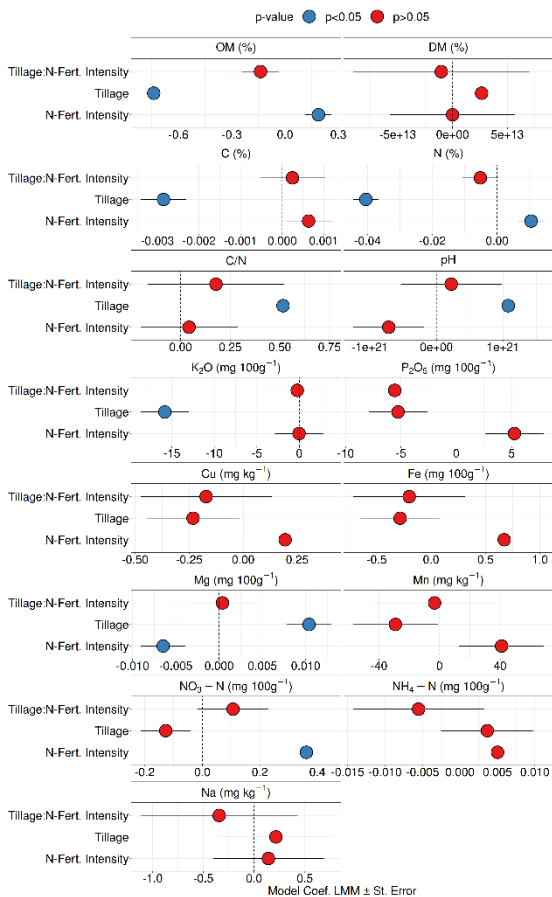 p-value p<0.05 p>0.05
OM (%) DM (%)
Tillage:N-Fert. Intensity
Tillage
N-Fert. Intensity
-0.6 -0.3 0.0 0.3 -5e+13 0e+00 5e+13
C (%) N (%)
Tillage:N-Fert. Intensity
Tillage
N-Fert. Intensity
-0.003 -0.002 -0.001 0.000 0.001 -0.04 -0.02 0.00
C/N pH
Tillage:N-Fert. Intensity
Tillage
N-Fert. Intensity
0.00 0.25 0.50 0.75 -1e+21 0e+00 1e+21
K₂O (mg 100g⁻¹) P₂O₅ (mg 100g⁻¹)
Tillage:N-Fert. Intensity
Tillage
N-Fert. Intensity
-15 -10 -5 0 -10 -5 0 5
Cu (mg kg⁻¹) Fe (mg 100g⁻¹)
Tillage:N-Fert. Intensity
Tillage
N-Fert. Intensity
-0.50 -0.25 0.00 0.25 -0.5 0.0 0.5 1.0
Mg (mg 100g⁻¹) Mn (mg kg⁻¹)
Tillage:N-Fert. Intensity
Tillage
N-Fert. Intensity
-0.010 -0.005 0.000 0.005 0.010 -40 0 40
NO₃ − N (mg 100g⁻¹) NH₄ − N (mg 100g⁻¹)
Tillage:N-Fert. Intensity
Tillage
N-Fert. Intensity
-0.2 0.0 0.2 0.4 -0.015 -0.010 -0.005 0.000 0.005 0.010
Na (mg kg⁻¹)
Tillage:N-Fert. Intensity
Tillage
N-Fert. Intensity
-1.0 -0.5 0.0 0.5
Model Coef. LMM ± St. Error